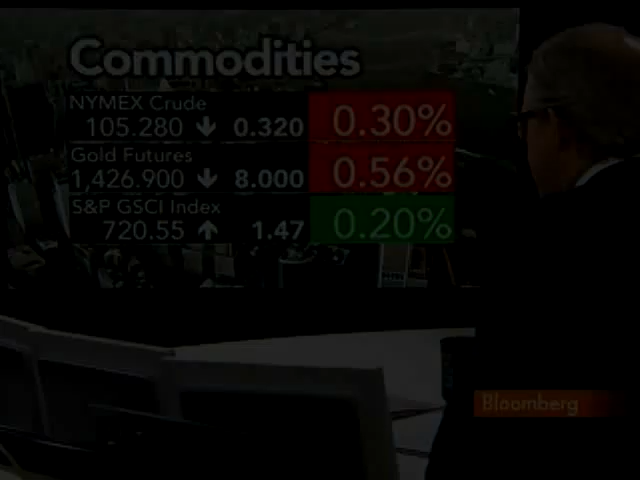 Commodities
NYMEX Crude
105.280 ↓ 0.320 0.30%
Gold Futures
1,426.900 ↓ 8.000 0.56%
S&P GSCI Index
720.55 ↑ 1.47 0.20%
Bloomberg